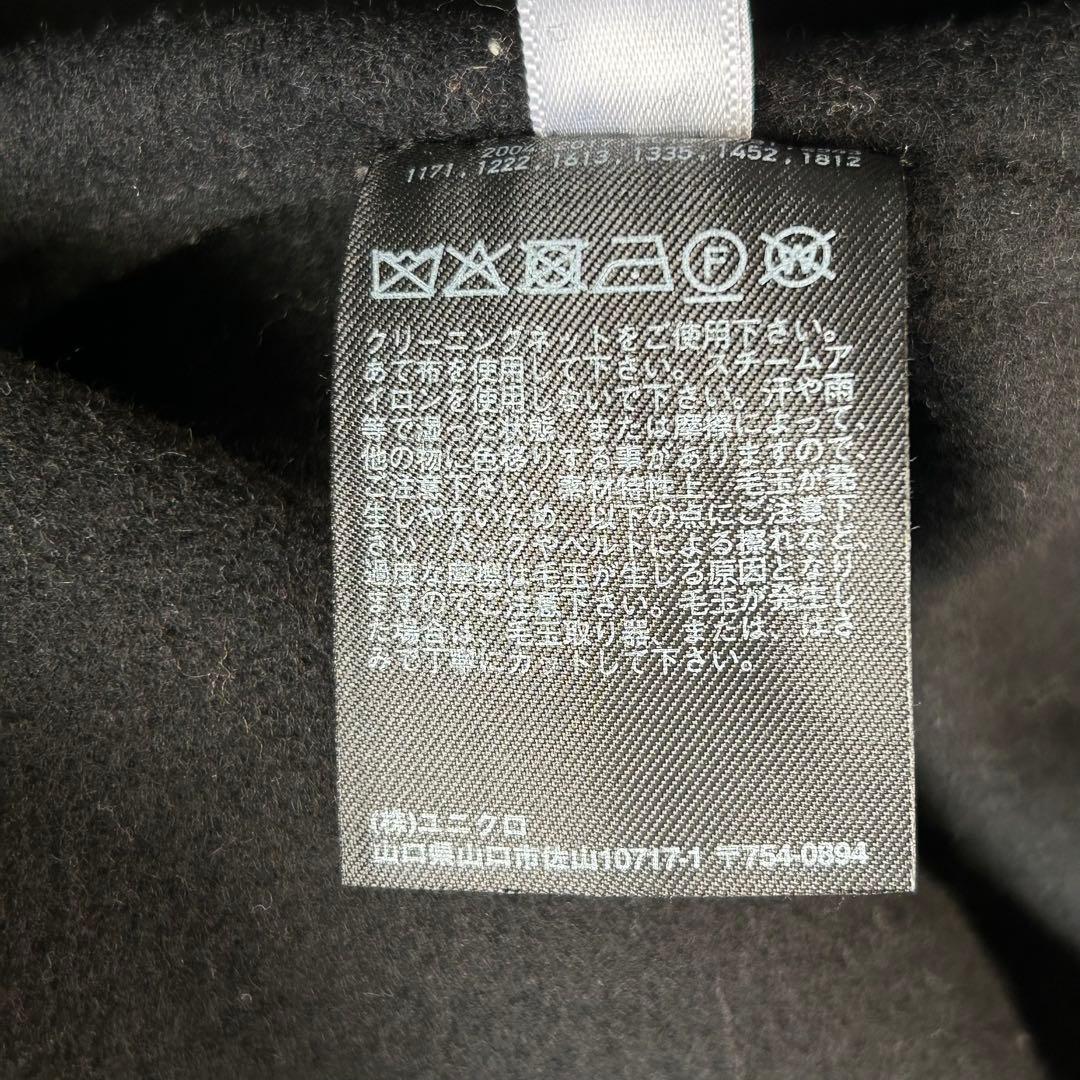 1171, 1222, 1613, 1335, 1452, 1812
F
W
クリーニングネットをご使用下さい。
あて布を使用して下さい。スチームア
イロンを使用しないで下さい。汗や雨
等で湿った状態、または摩擦によって
他の物に色移りする事がありますので
ご注意下さい。素材特性上、毛玉が発
生しやすいため、以下の点にご注意下
さい。バッグやベルトによる擦れなど
過度な摩擦は毛玉が生じる原因となり
ますのでご注意下さい。毛玉が発生し
た場合は、毛玉取り器、または、はさ
みで丁寧にカットして下さい。
(株)ユニクロ
山口県山口市佐山10717-1 〒754-0894